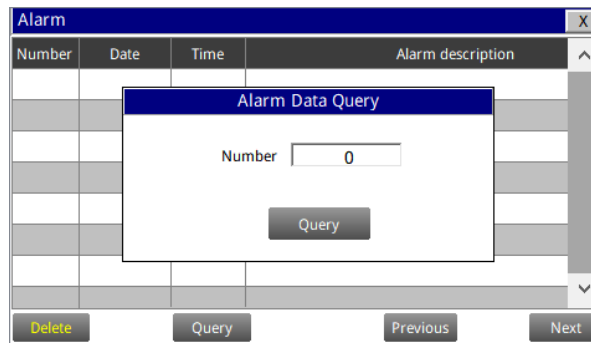 Alarm X
Number Date Time Alarm description
Alarm Data Query
Number 0
Query
Delete Query Previous Next